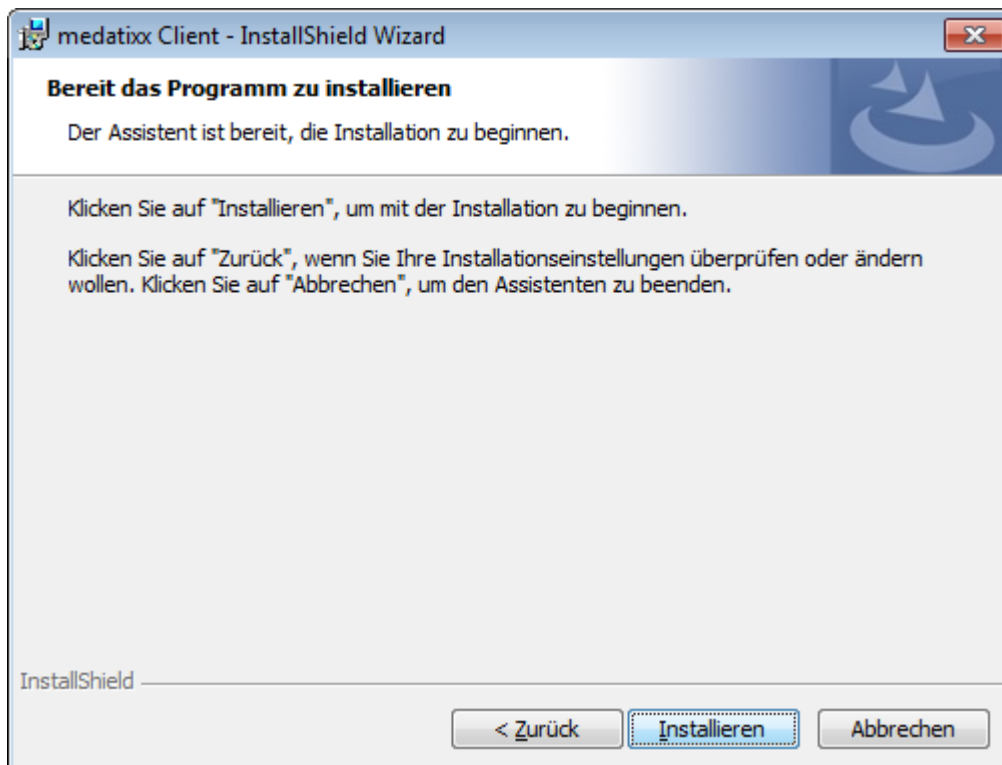 medatixx Client - InstallShield Wizard
Bereit das Programm zu installieren
Der Assistent ist bereit, die Installation zu beginnen.
Klicken Sie auf "Installieren", um mit der Installation zu beginnen.
Klicken Sie auf "Zurück", wenn Sie Ihre Installationseinstellungen überprüfen oder ändern
wollen. Klicken Sie auf "Abbrechen", um den Assistenten zu beenden.
InstallShield
< Zurück Installieren Abbrechen